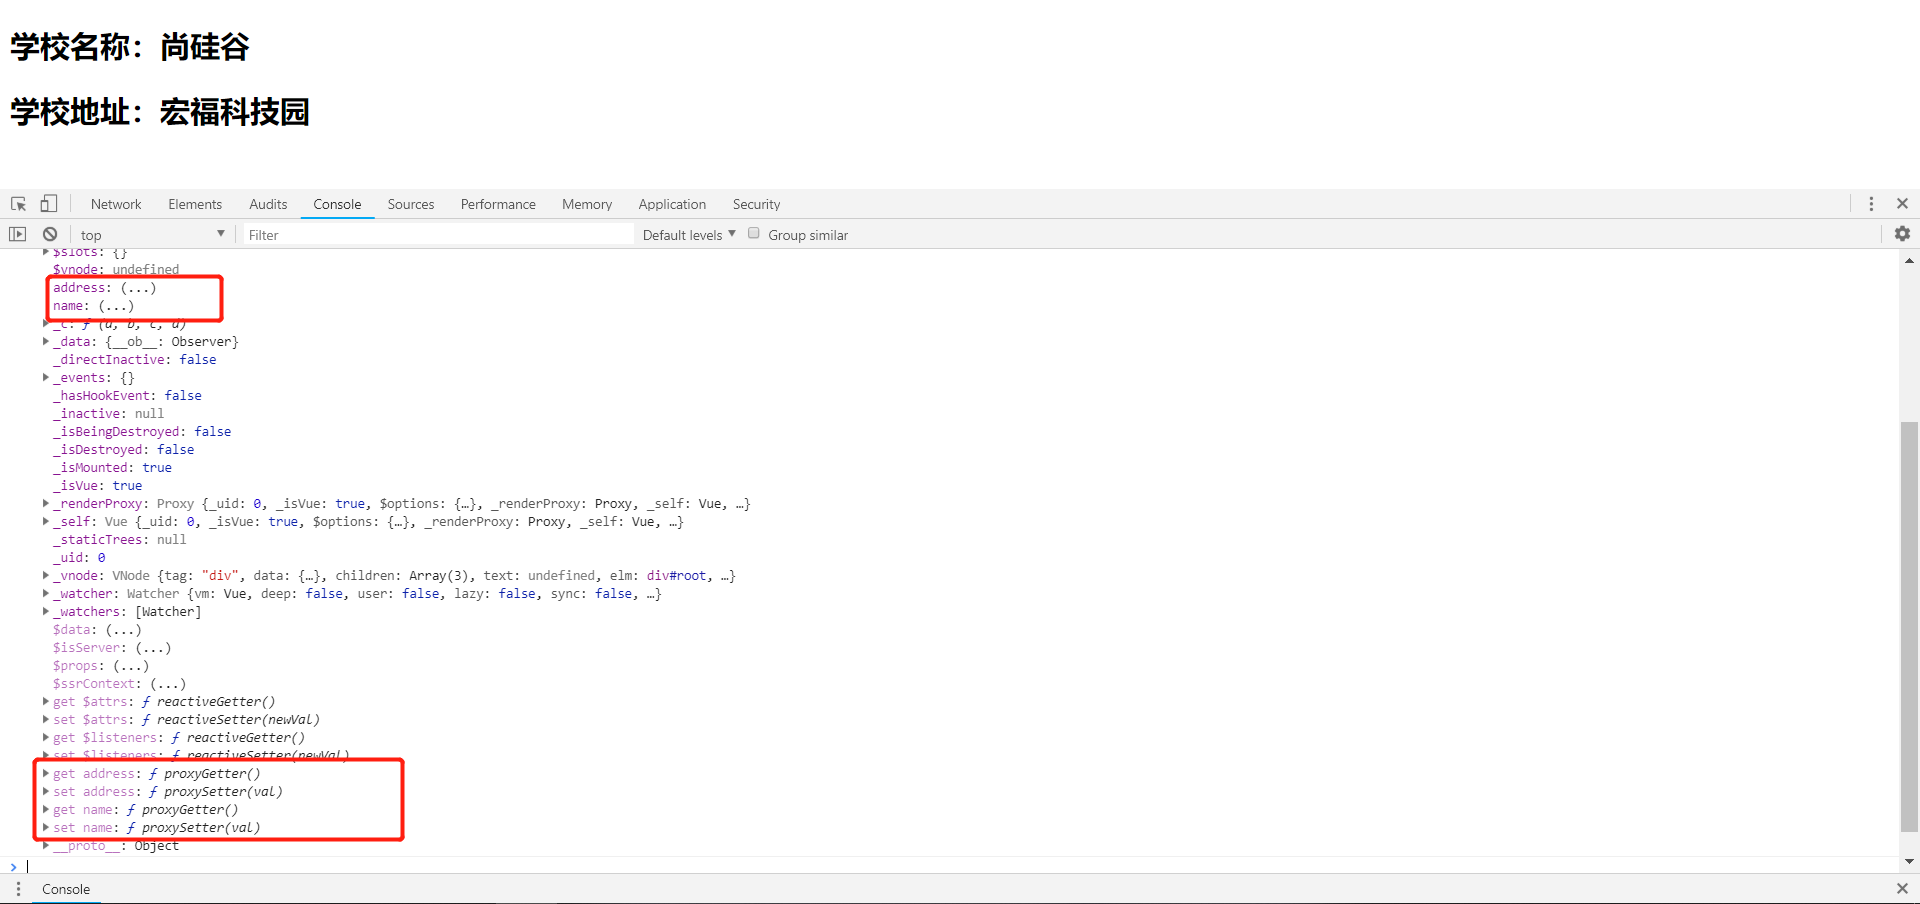 学校名称：尚硅谷
学校地址：宏福科技园
Network Elements Audits Console Sources Performance Memory Application Security
top Filter Default levels Group similar
$slots: {}
$vnode: undefined
address: (...)
name: (...)
_c: ƒ (a, b, c, d)
_data: {__ob__: Observer}
_directInactive: false
_events: {}
_hasHookEvent: false
_inactive: null
_isBeingDestroyed: false
_isDestroyed: false
_isMounted: true
_isVue: true
_renderProxy: Proxy {_uid: 0, _isVue: true, $options: {…}, _renderProxy: Proxy, _self: Vue, …}
_self: Vue {_uid: 0, _isVue: true, $options: {…}, _renderProxy: Proxy, _self: Vue, …}
_staticTrees: null
_uid: 0
_vnode: VNode {tag: "div", data: {…}, children: Array(3), text: undefined, elm: div#root, …}
_watcher: Watcher {vm: Vue, deep: false, user: false, lazy: false, sync: false, …}
_watchers: [Watcher]
$data: (...)
$isServer: (...)
$props: (...)
$ssrContext: (...)
get $attrs: ƒ reactiveGetter()
set $attrs: ƒ reactiveSetter(newVal)
get $listeners: ƒ reactiveGetter()
set $listeners: ƒ reactiveSetter(newVal)
get address: ƒ proxyGetter()
set address: ƒ proxySetter(val)
get name: ƒ proxyGetter()
set name: ƒ proxySetter(val)
__proto__: Object
Console